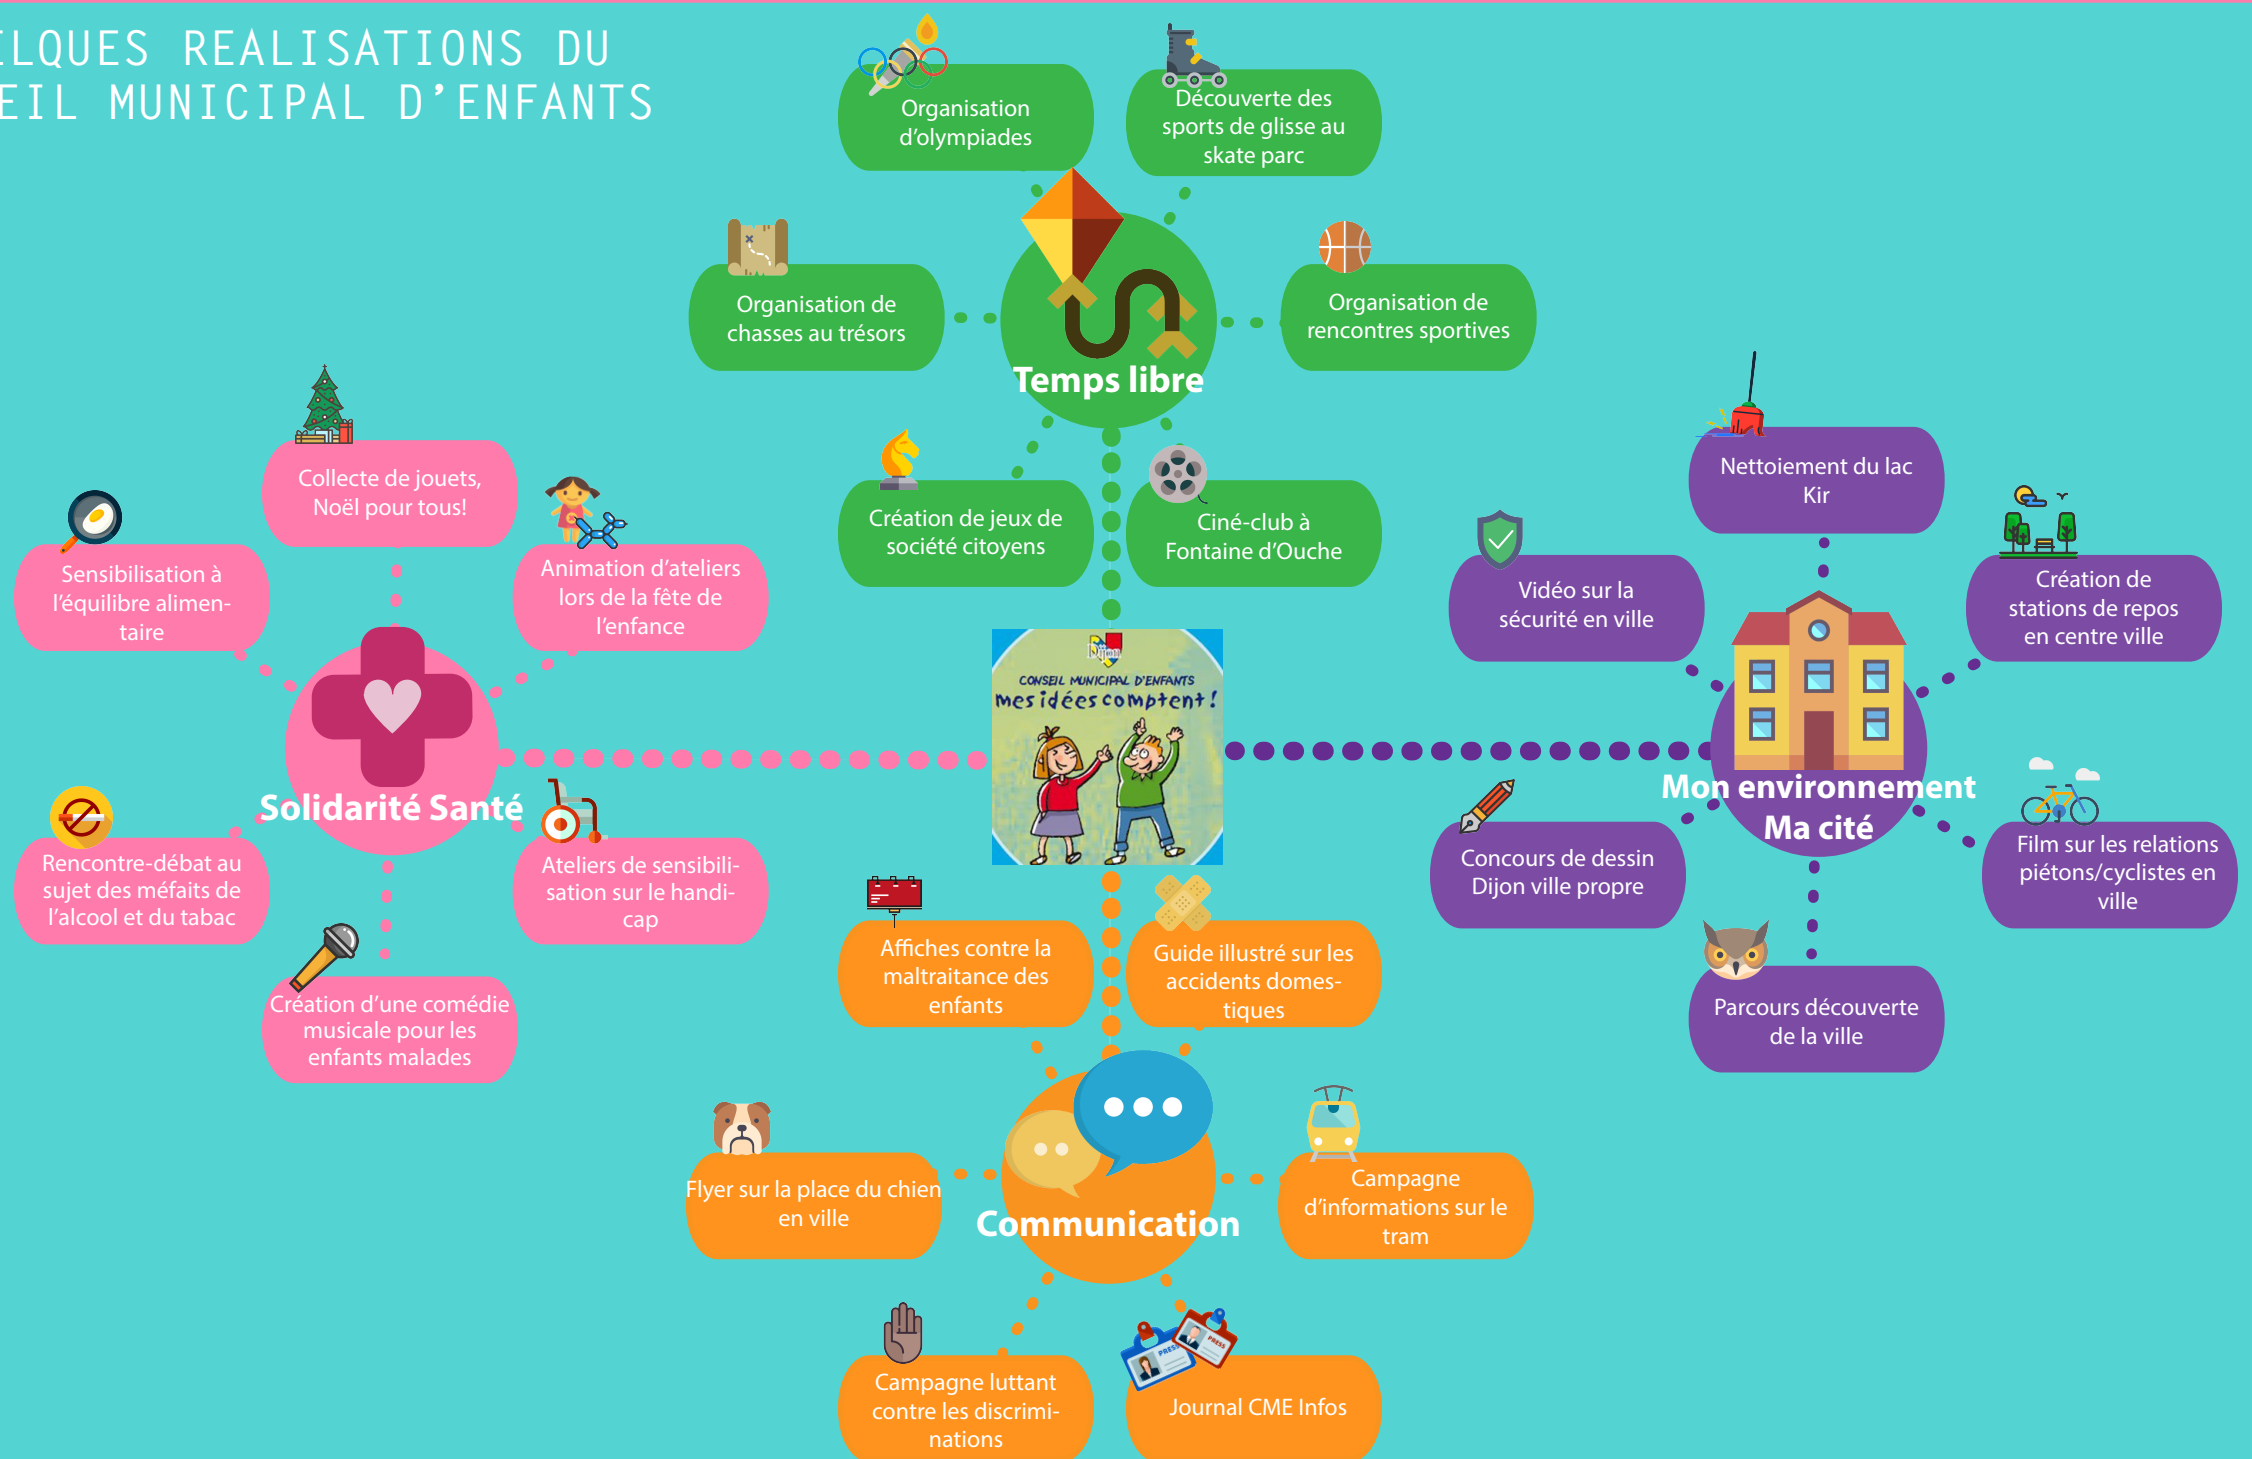 ELQUES REALISATIONS DU
EIL MUNICIPAL D'ENFANTS
Organisation
d'olympiades
Découverte des
sports de glisse au
skate parc
Organisation de
chasses au trésors
Organisation de
rencontres sportives
Temps libre
Création de jeux de
société citoyens
Ciné-club à
Fontaine d'Ouche
Collecte de jouets,
Noël pour tous!
Sensibilisation à
l'équilibre alimen-
taire
Animation d'ateliers
lors de la fête de
l'enfance
Solidarité Santé
Rencontre-débat au
sujet des méfaits de
l'alcool et du tabac
Ateliers de sensibili-
sation sur le handi-
cap
Création d'une comédie
musicale pour les
enfants malades
Dijon
CONSEIL MUNICIPAL D'ENFANTS
mes idées comptent !
Nettoiement du lac
Kir
Vidéo sur la
sécurité en ville
Création de
stations de repos
en centre ville
Mon environnement
Ma cité
Concours de dessin
Dijon ville propre
Film sur les relations
piétons/cyclistes en
ville
Parcours découverte
de la ville
Affiches contre la
maltraitance des
enfants
Guide illustré sur les
accidents domes-
tiques
Flyer sur la place du chien
en ville
Communication
Campagne
d'informations sur le
tram
Campagne luttant
contre les discrimi-
nations
PRESS
PRESS
Journal CME Infos